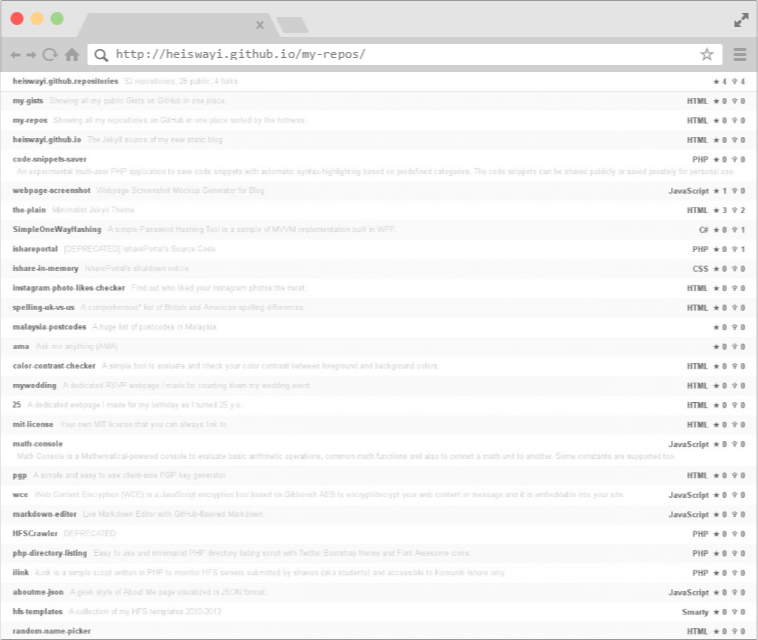 http://heiswayi.github.io/my-repos/
heiswayi.github.repositories 32 repositories, 28 public, 4 forks ★ 4 4
my-gists Showing all my public Gists on GitHub in one place. HTML ★ 0 0
my-repos Showing all my repositories on GitHub in one place sorted by the hotness. HTML ★ 0 0
heiswayi.github.io The Jekyll source of my new static blog HTML ★ 0 0
code-snippets-saver PHP ★ 0 0
An experimental multi-user PHP application to save code snippets with automatic syntax-highlighting based on predefined categories. The code snippets can be shared publicly or saved privately for personal use.
webpage-screenshot Webpage Screenshot Mockup Generator for Blog JavaScript ★ 1 0
the-plain Minimalist Jekyll Theme HTML ★ 3 2
SimpleOneWayHashing A simple Password Hashing Tool is a sample of MVVM implementation built in WPF. C# ★ 0 1
ishareportal [DEPRECATED] IsharePortal's Source Code PHP ★ 0 1
ishare-in-memory IsharePortal's shutdown notice CSS ★ 0 0
instagram-photo-likes-checker Find out who liked your Instagram photos the most. HTML ★ 0 0
spelling-uk-vs-us A comprehensive* list of British and American spelling differences. HTML ★ 0 0
malaysia-postcodes A huge list of postcodes in Malaysia. ★ 0 0
ama Ask me anything (AMA) ★ 0 0
color-contrast-checker A simple tool to evaluate and check your color contrast between foreground and background colors. HTML ★ 0 0
mywedding A dedicated RSVP webpage I made for counting down my wedding event HTML ★ 0 0
25 A dedicated webpage I made for my birthday as I turned 25 y.o. HTML ★ 0 0
mit-license Your own MIT license that you can always link to HTML ★ 0 0
math-console JavaScript ★ 0 0
Math Console is a Mathematical-powered console to evaluate basic arithmetic operations, common math functions and also to convert a math unit to another. Some constants are supported too.
pgp A simple and easy to use client-side PGP key generator HTML ★ 0 0
wce Web Content Encryption (WCE) is a JavaScript encryption tool based on Gibberish AES to encrypt/decrypt your web content or message and it is embeddable into your site. JavaScript ★ 0 0
markdown-editor Live Markdown Editor with GitHub-flavored Markdown JavaScript ★ 0 0
HFSCrawler DEPRECATED PHP ★ 0 0
php-directory-listing Easy to use and minimalist PHP directory listing script with Twitter Bootstrap theme and Font Awesome icons. PHP ★ 0 0
ilink iLink is a simple script written in PHP to monitor HFS servers submitted by sharers (aka students) and accessible to Komuniti Ishare only. PHP ★ 0 0
aboutme-json A geek style of About Me page visualized in JSON format. JavaScript ★ 0 0
hfs-templates A collection of my HFS templates 2010-2013 Smarty ★ 0 0
random-name-picker HTML ★ 0 0